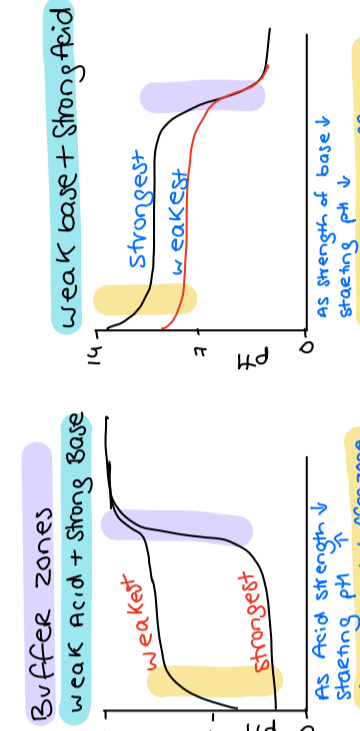 Buffer zones
weak Acid + Strong Base
weakest
strongest
0
As Acid strength ↓
starting pH ↑
weak base + Strong Acid
14
7
pH
0
Strongest
weakest
As strength of base ↓
starting pH ↓